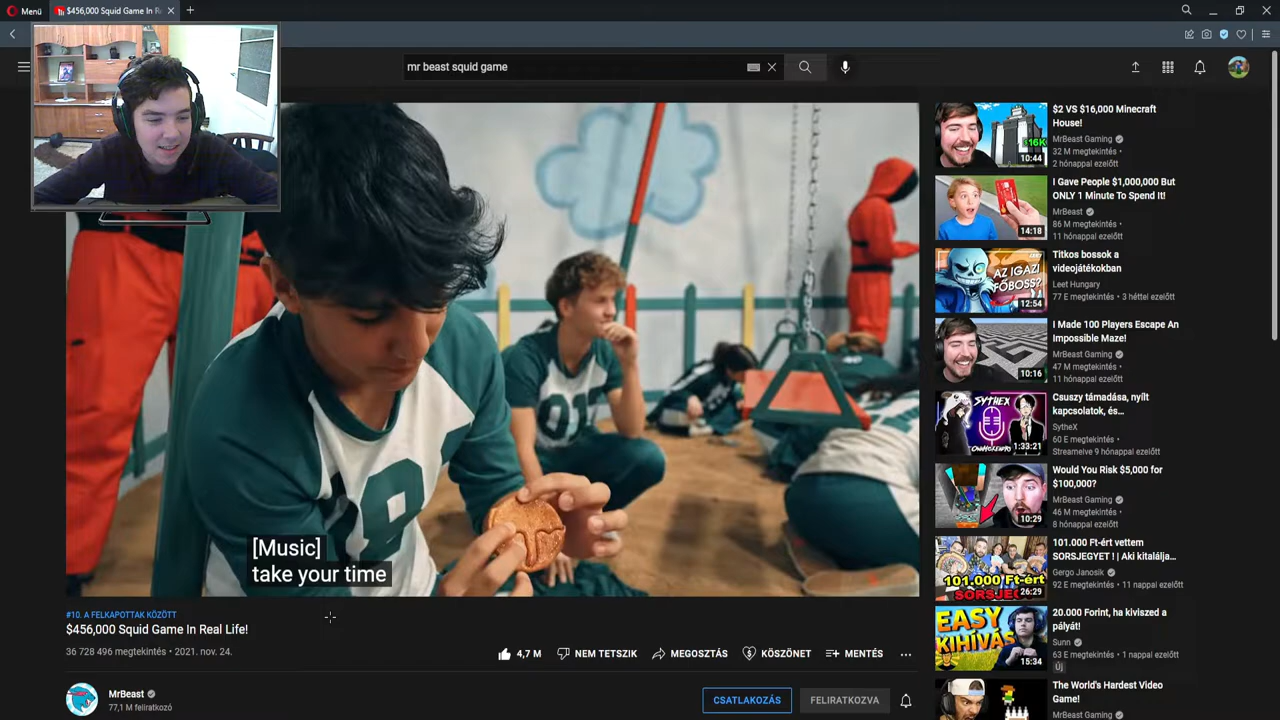 Menü
$456,000 Squid Game In R
mr beast squid game
[Music]
take your time
#10. A FELKAPOTTAK KÖZÖTT
$456,000 Squid Game In Real Life!
36 728 496 megtekintés • 2021. nov. 24.
4,7 M
NEM TETSZIK
MEGOSZTÁS
KÖSZÖNET
MENTÉS
MrBeast
77,1 M feliratkozó
CSATLAKOZÁS
FELIRATKOZVA
$16K
10:44
$2 VS $16,000 Minecraft
House!
MrBeast Gaming
32 M megtekintés •
2 hónappal ezelőtt
14:18
I Gave People $1,000,000 But
ONLY 1 Minute To Spend It!
MrBeast
86 M megtekintés •
11 hónappal ezelőtt
AZ IGAZI
FŐBOSS?
12:54
Titkos bossok a
videojátékokban
Leet Hungary
77 E megtekintés • 3 héttel ezelőtt
10:16
I Made 100 Players Escape An
Impossible Maze!
MrBeast Gaming
47 M megtekintés •
11 hónappal ezelőtt
SYTHEX
1:33:21
Csuszy támadása, nyílt
kapcsolatok, és...
SytheX
60 E megtekintés •
Streamelve 9 hónappal ezelőtt
10:29
Would You Risk $5,000 for
$100,000?
MrBeast Gaming
46 M megtekintés •
8 hónappal ezelőtt
101.000 Ft-ért
SORSJEGY
26:29
101.000 Ft-ért vettem
SORSJEGYET ! | Aki kitalálja...
Gergo Janosik
92 E megtekintés • 11 nappal ezelőtt
EASY
KIHÍVÁS
15:34
20.000 Forint, ha kiviszed a
pályát!
Sunn
63 E megtekintés • 1 nappal ezelőtt
Új
The World's Hardest Video
Game!
MrBeast Gaming